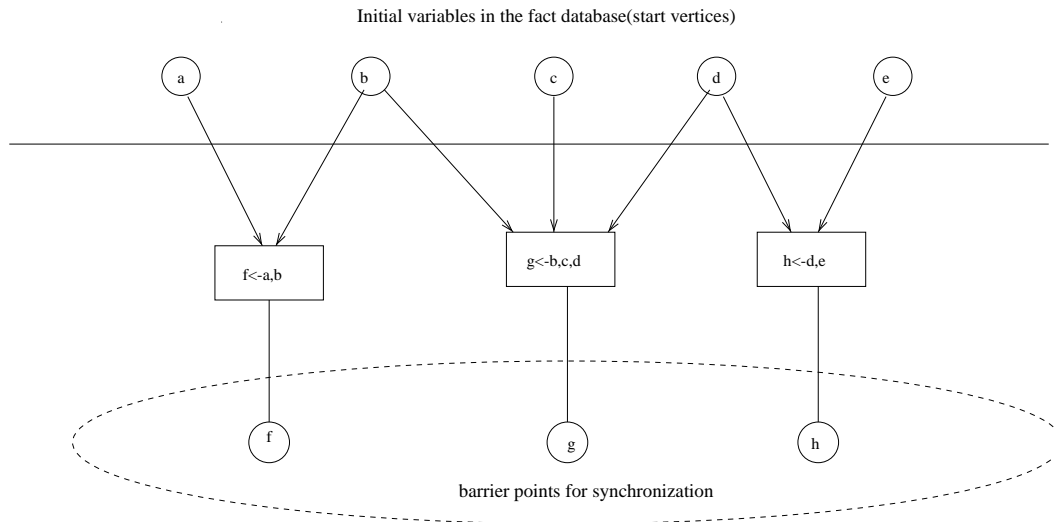 Initial variables in the fact database(start vertices)
a
b
c
d
e
f<-a,b
g<-b,c,d
h<-d,e
f
g
h
barrier points for synchronization